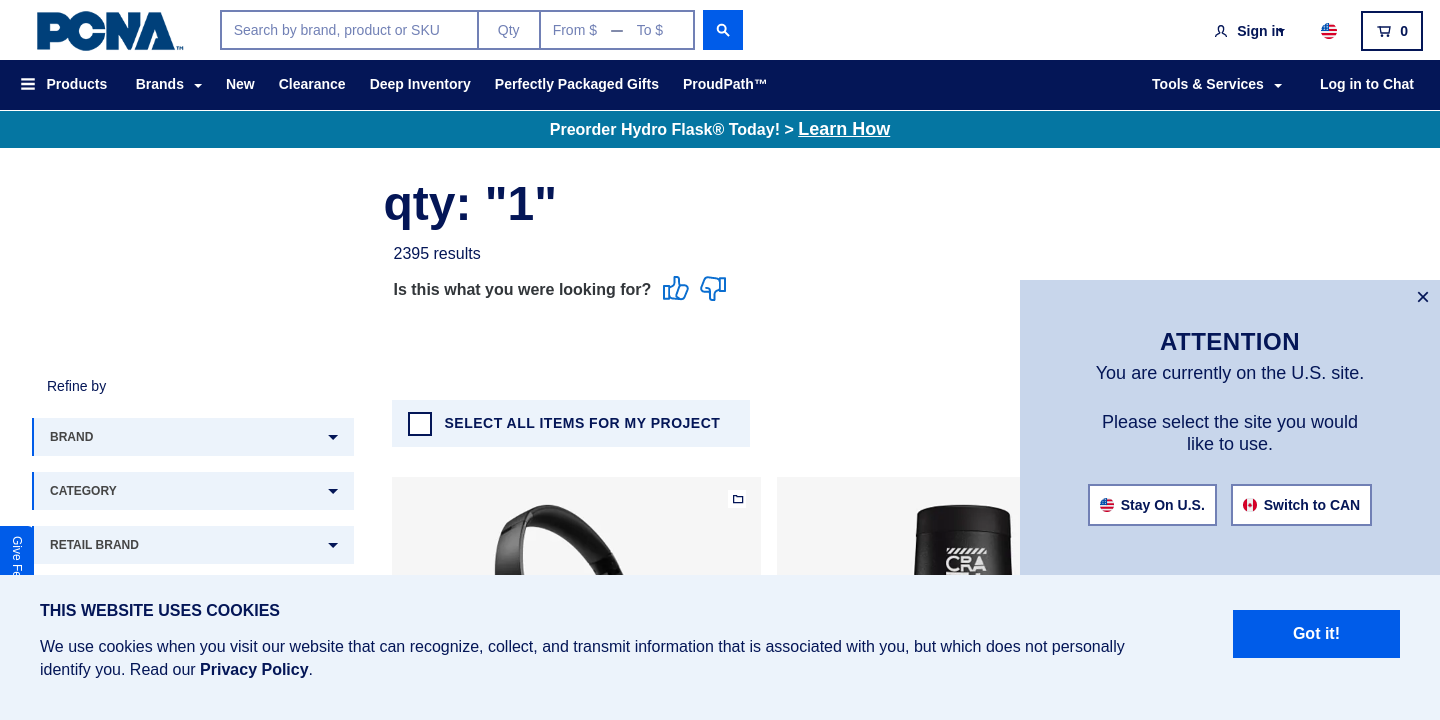 PCNA™
Search by brand, product or SKU
Qty
From $ — To $
Sign in
0
Products
Brands
New
Clearance
Deep Inventory
Perfectly Packaged Gifts
ProudPath™
Tools & Services
Log in to Chat
Preorder Hydro Flask® Today! > Learn How
qty: "1"
2395 results
Is this what you were looking for?
ATTENTION
You are currently on the U.S. site.
Please select the site you would
like to use.
Stay On U.S.
Switch to CAN
Refine by
BRAND
CATEGORY
RETAIL BRAND
SELECT ALL ITEMS FOR MY PROJECT
CRA
Give Fe
THIS WEBSITE USES COOKIES
We use cookies when you visit our website that can recognize, collect, and transmit information that is associated with you, but which does not personally
identify you. Read our Privacy Policy.
Got it!